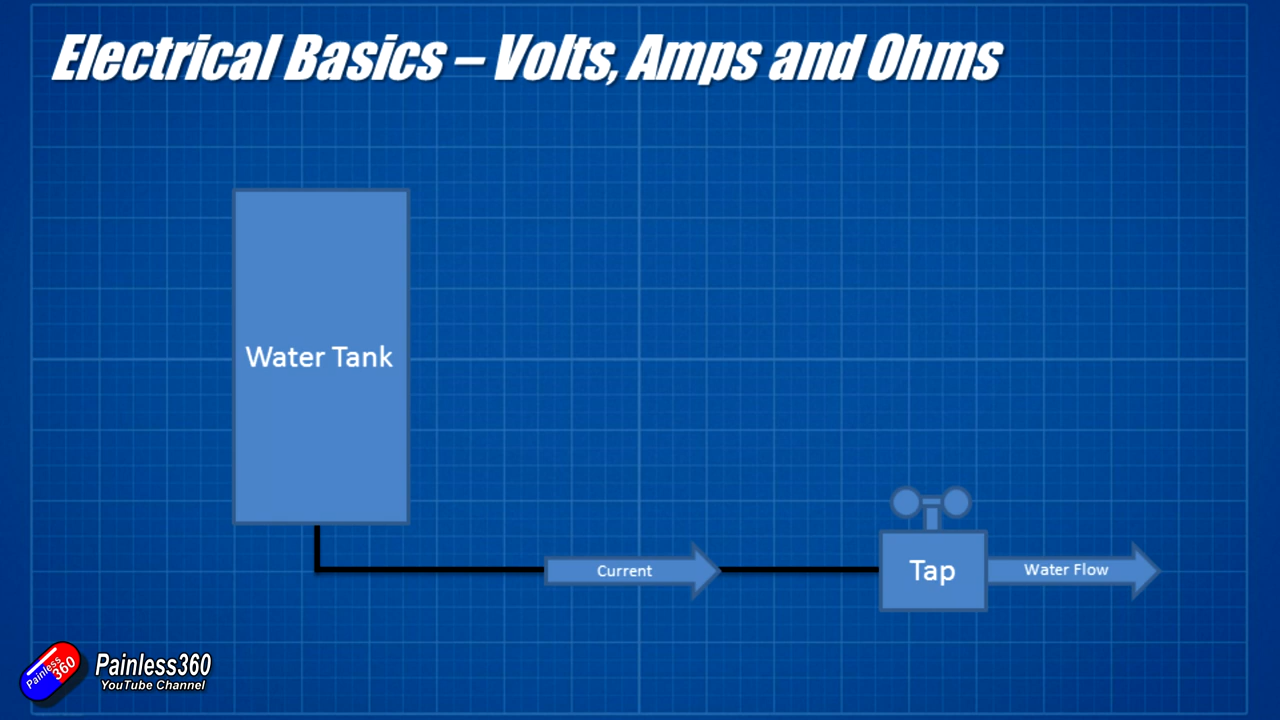 Electrical Basics – Volts, Amps and Ohms
Water Tank
Current
Tap
Water Flow
Painless
360
Painless360
YouTube Channel